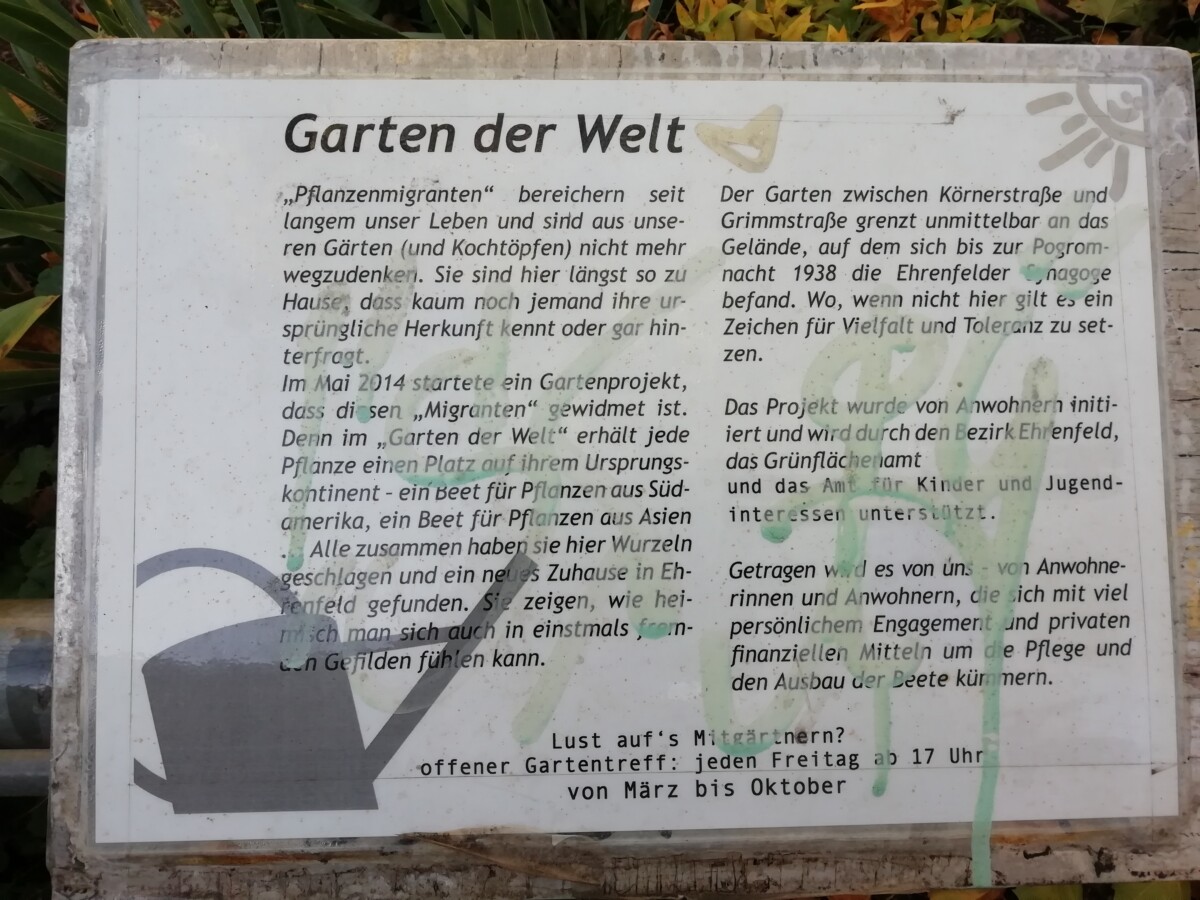 Garten der Welt
„Pflanzenmigranten“ bereichern seit
langem unser Leben und sind aus unse-
ren Gärten (und Kochtöpfen) nicht mehr
wegzudenken. Sie sind hier längst so zu
Hause, dass kaum noch jemand ihre ur-
sprüngliche Herkunft kennt oder gar hin-
terfragt.
Im Mai 2014 startete ein Gartenprojekt,
dass diesen „Migranten“ gewidmet ist.
Denn im „Garten der Welt“ erhält jede
Pflanze einen Platz auf ihrem Ursprungs-
kontinent - ein Beet für Pflanzen aus Süd-
amerika, ein Beet für Pflanzen aus Asien
... Alle zusammen haben sie hier Wurzeln
geschlagen und ein neues Zuhause in Eh-
renfeld gefunden. Sie zeigen, wie hei-
misch man sich auch in einstmals frem-
den Gefilden fühlen kann.
Der Garten zwischen Körnerstraße und
Grimmstraße grenzt unmittelbar an das
Gelände, auf dem sich bis zur Pogrom-
nacht 1938 die Ehrenfelder Synagoge
befand. Wo, wenn nicht hier gilt es ein
Zeichen für Vielfalt und Toleranz zu set-
zen.
Das Projekt wurde von Anwohnern initi-
iert und wird durch den Bezirk Ehrenfeld,
das Grünflächenamt
und das Amt für Kinder und Jugend-
interessen unterstützt.
Getragen wird es von uns - von Anwohne-
rinnen und Anwohnern, die sich mit viel
persönlichem Engagement und privaten
finanziellen Mitteln um die Pflege und
den Ausbau der Beete kümmern.
Lust auf‘s Mitgärtnern?
offener Gartentreff: jeden Freitag ab 17 Uhr
von März bis Oktober